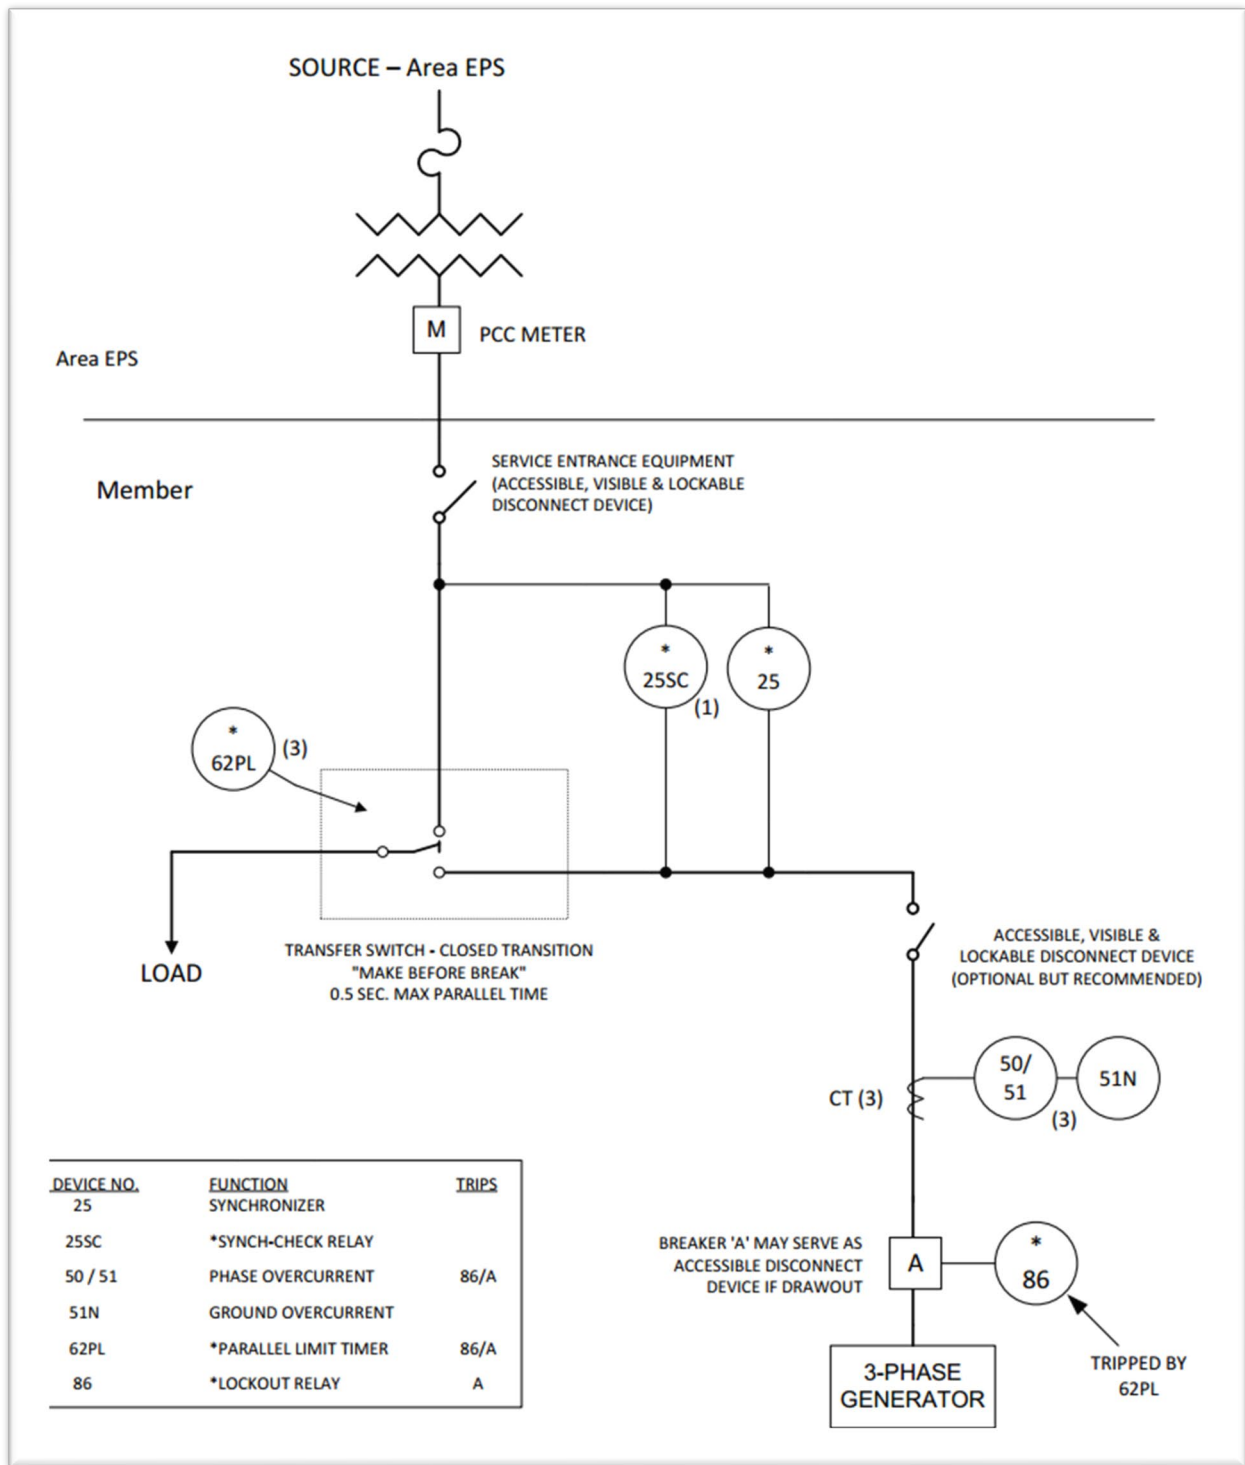 SOURCE – Area EPS
M
PCC METER
Area EPS
Member
SERVICE ENTRANCE EQUIPMENT
(ACCESSIBLE, VISIBLE & LOCKABLE
DISCONNECT DEVICE)
*
25SC
(1)
*
25
*
62PL
(3)
TRANSFER SWITCH - CLOSED TRANSITION
"MAKE BEFORE BREAK"
0.5 SEC. MAX PARALLEL TIME
LOAD
ACCESSIBLE, VISIBLE &
LOCKABLE DISCONNECT DEVICE
(OPTIONAL BUT RECOMMENDED)
CT (3)
50/
51
(3)
51N
BREAKER 'A' MAY SERVE AS
ACCESSIBLE DISCONNECT
DEVICE IF DRAWOUT
A
*
86
TRIPPED BY
62PL
3-PHASE
GENERATOR
DEVICE NO. FUNCTION TRIPS
25 SYNCHRONIZER
25SC *SYNCH-CHECK RELAY
50 / 51 PHASE OVERCURRENT 86/A
51N GROUND OVERCURRENT
62PL *PARALLEL LIMIT TIMER 86/A
86 *LOCKOUT RELAY A